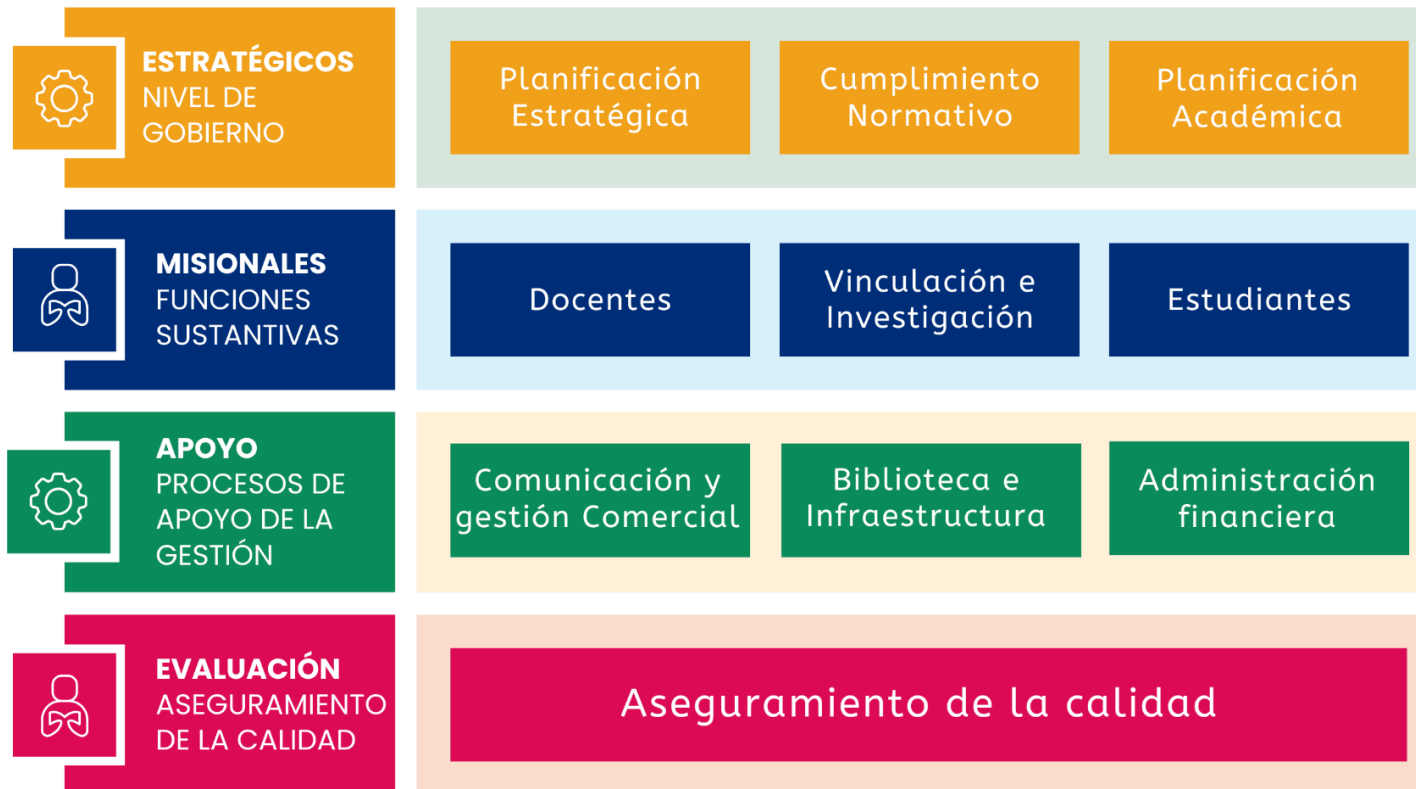 ESTRATÉGICOS
NIVEL DE
GOBIERNO
Planificación
Estratégica
Cumplimiento
Normativo
Planificación
Académica
MISIONALES
FUNCIONES
SUSTANTIVAS
Docentes
Vinculación e
Investigación
Estudiantes
APOYO
PROCESOS DE
APOYO DE LA
GESTIÓN
Comunicación y
gestión Comercial
Biblioteca e
Infraestructura
Administración
financiera
EVALUACIÓN
ASEGURAMIENTO
DE LA CALIDAD
Aseguramiento de la calidad